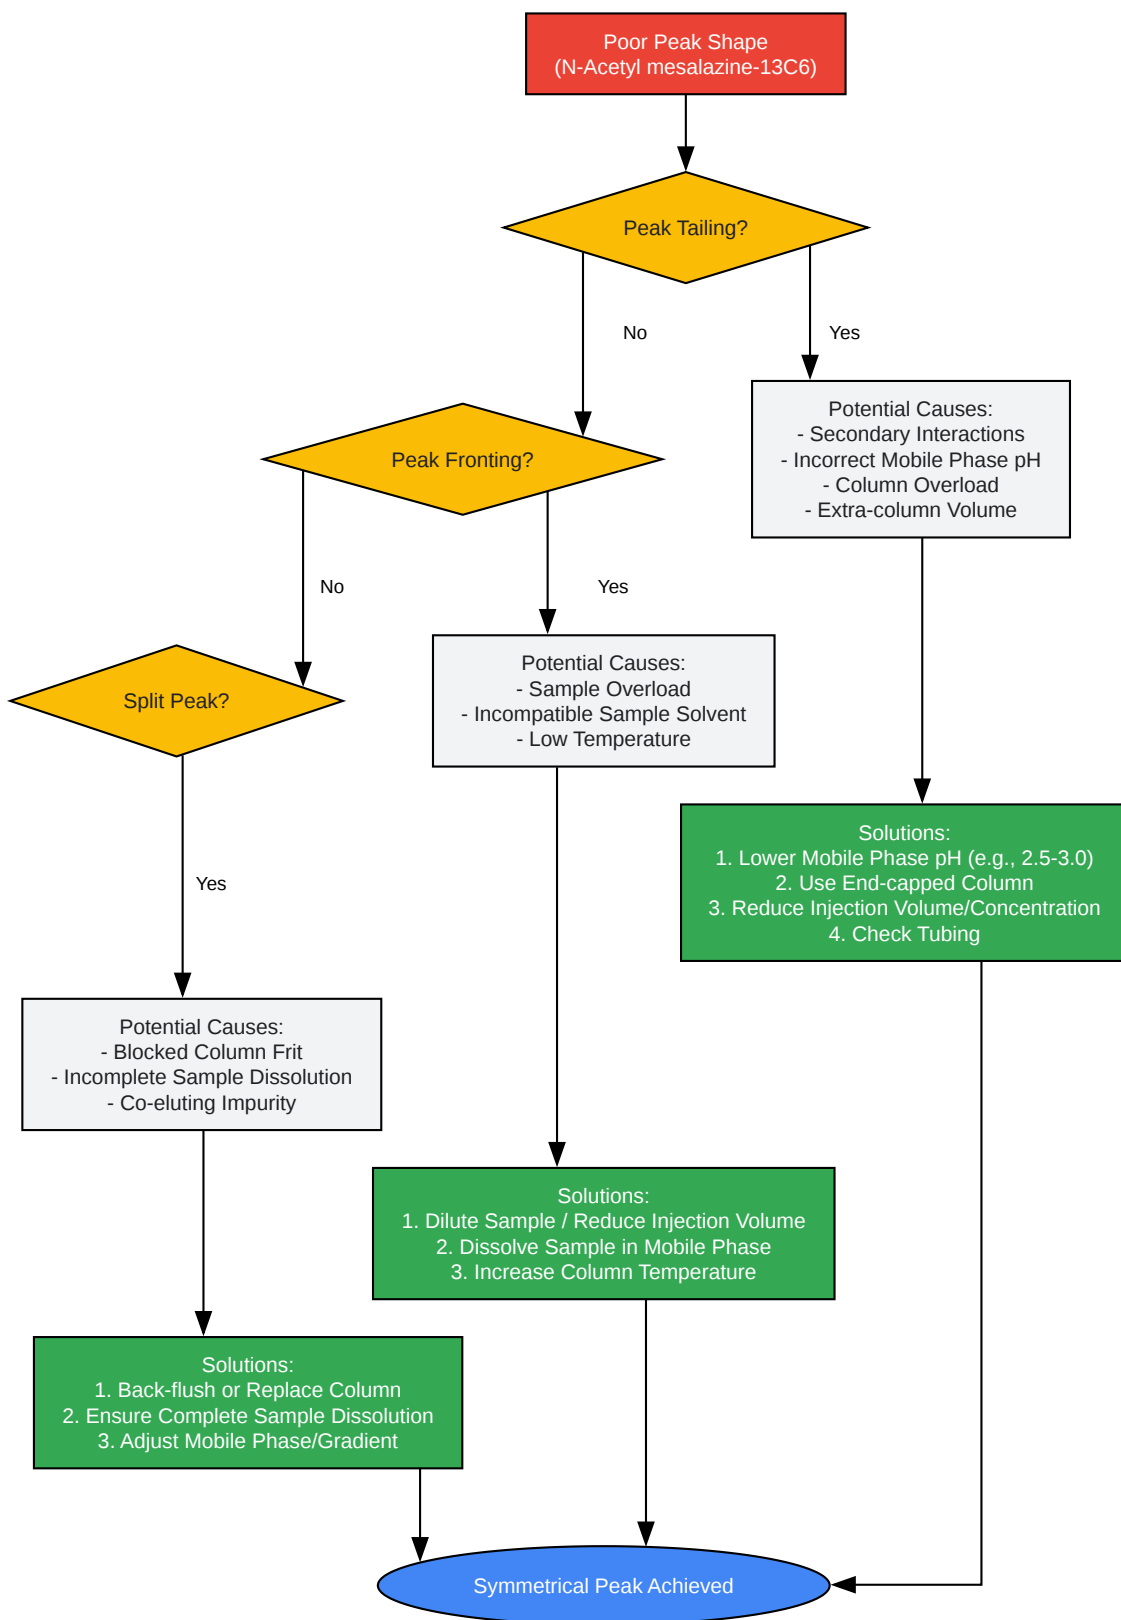 Poor Peak Shape
(N-Acetyl mesalazine-13C6)
Peak Tailing?
No
Yes
Potential Causes:
- Secondary Interactions
- Incorrect Mobile Phase pH
- Column Overload
- Extra-column Volume
Peak Fronting?
No
Yes
Potential Causes:
- Sample Overload
- Incompatible Sample Solvent
- Low Temperature
Split Peak?
Yes
Solutions:
1. Lower Mobile Phase pH (e.g., 2.5-3.0)
2. Use End-capped Column
3. Reduce Injection Volume/Concentration
4. Check Tubing
Potential Causes:
- Blocked Column Frit
- Incomplete Sample Dissolution
- Co-eluting Impurity
Solutions:
1. Dilute Sample / Reduce Injection Volume
2. Dissolve Sample in Mobile Phase
3. Increase Column Temperature
Solutions:
1. Back-flush or Replace Column
2. Ensure Complete Sample Dissolution
3. Adjust Mobile Phase/Gradient
Symmetrical Peak Achieved